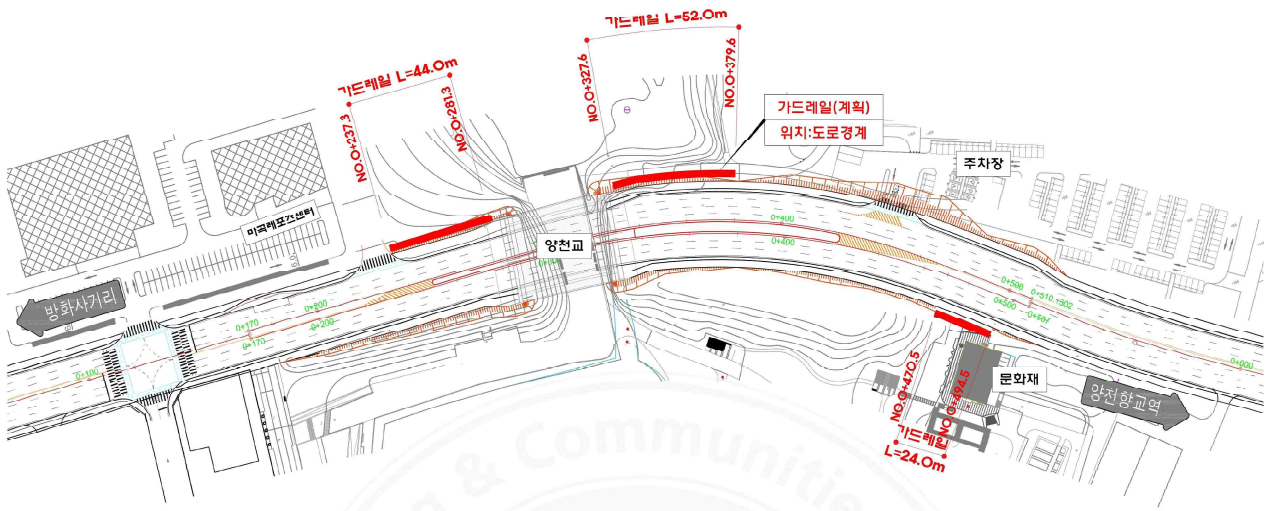 가드레일 L=52.0m
NO.0+327.6
NO.0+379.6
가드레일 L=44.0m
NO.0+237.3
NO.0+281.3
가드레일(계획)
위치:도로경계
주차장
마곡레포츠센터
양천교
0+400
0+400
방화사거리
0+200
0+170
0+200
0+170
0+100
0+500
0+510.1302
0+500
0+600
NO.0+470.5
NO.0+494.5
가드레일
L=24.0m
문화재
양천향교역
& Communitie